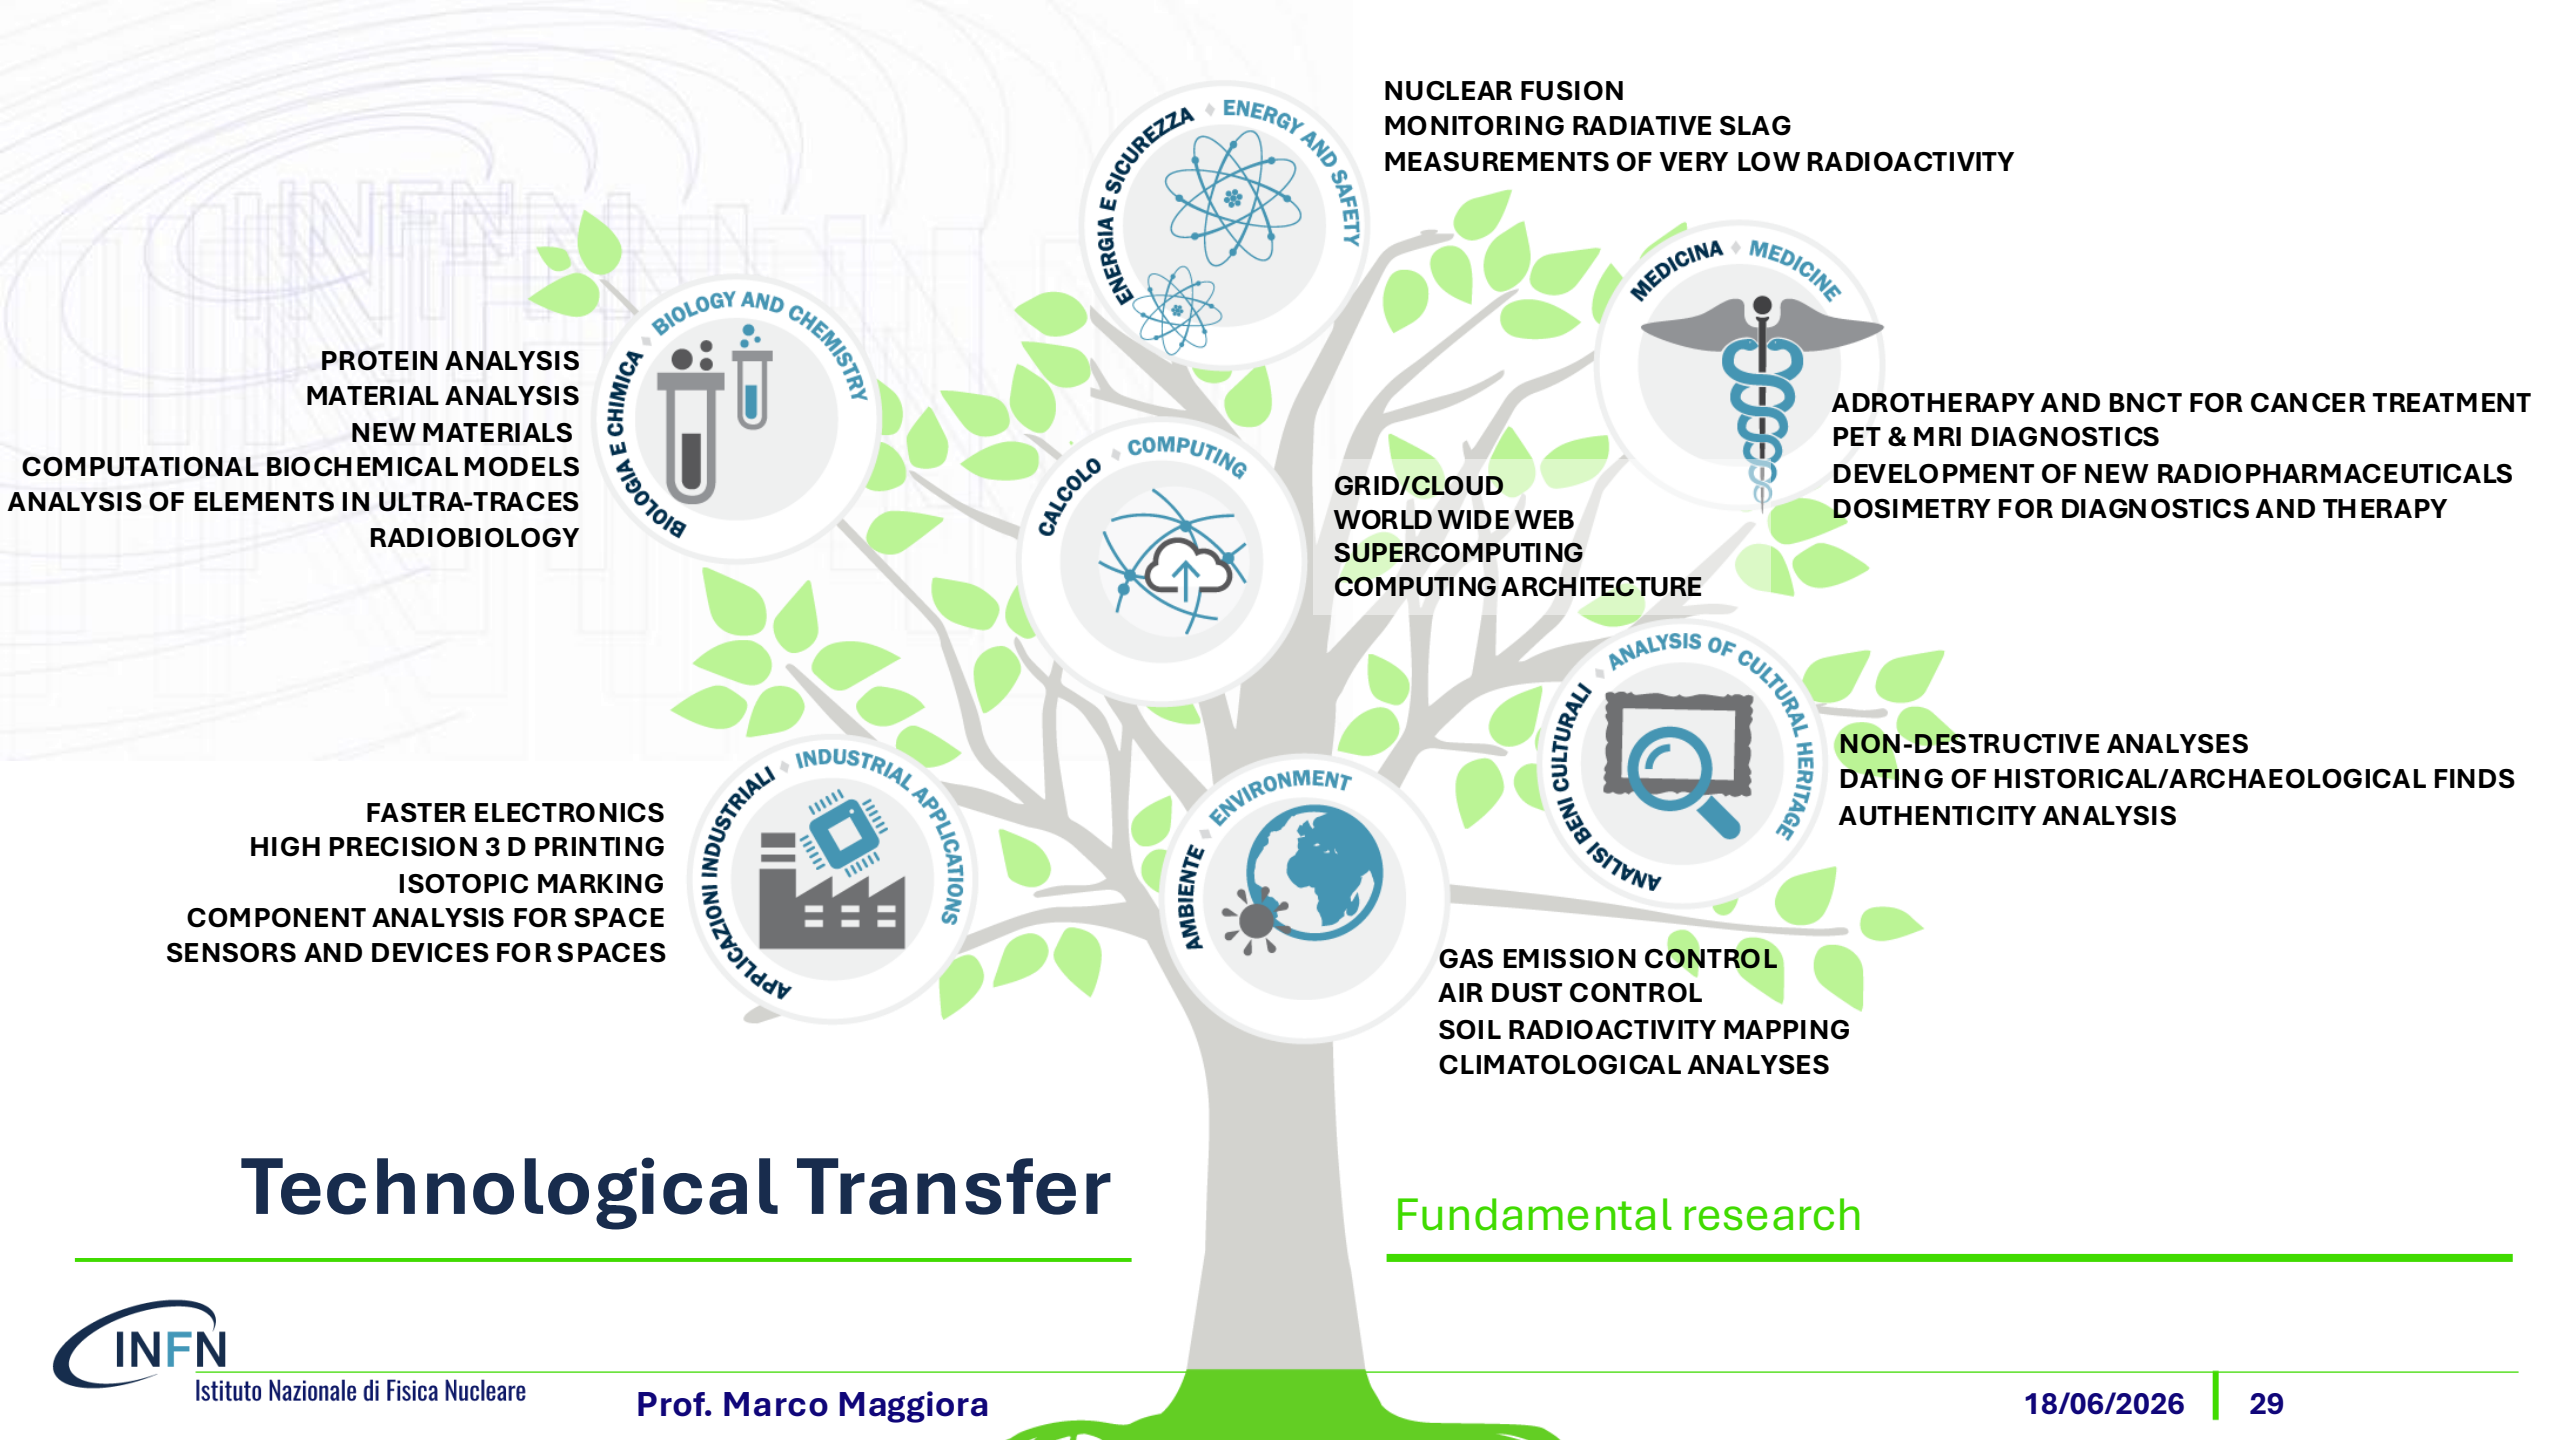 ENERGIA E SICUREZZA ENERGY AND SAFETY
NUCLEAR FUSION
MONITORING RADIATIVE SLAG
MEASUREMENTS OF VERY LOW RADIOACTIVITY
MEDICINA MEDICINE
ADROTHERAPY AND BNCT FOR CANCER TREATMENT
PET & MRI DIAGNOSTICS
DEVELOPMENT OF NEW RADIOPHARMACEUTICALS
DOSIMETRY FOR DIAGNOSTICS AND THERAPY
BIOLOGIA E CHIMICA BIOLOGY AND CHEMISTRY
PROTEIN ANALYSIS
MATERIAL ANALYSIS
NEW MATERIALS
COMPUTATIONAL BIOCHEMICAL MODELS
ANALYSIS OF ELEMENTS IN ULTRA-TRACES
RADIOBIOLOGY
CALCOLO COMPUTING
GRID/CLOUD
WORLD WIDE WEB
SUPERCOMPUTING
COMPUTING ARCHITECTURE
ANALISI BENI CULTURALI ANALYSIS OF CULTURAL HERITAGE
NON-DESTRUCTIVE ANALYSES
DATING OF HISTORICAL/ARCHAEOLOGICAL FINDS
AUTHENTICITY ANALYSIS
APPLICAZIONI INDUSTRIALI INDUSTRIAL APPLICATIONS
FASTER ELECTRONICS
HIGH PRECISION 3 D PRINTING
ISOTOPIC MARKING
COMPONENT ANALYSIS FOR SPACE
SENSORS AND DEVICES FOR SPACES
AMBIENTE ENVIRONMENT
GAS EMISSION CONTROL
AIR DUST CONTROL
SOIL RADIOACTIVITY MAPPING
CLIMATOLOGICAL ANALYSES
Technological Transfer
Fundamental research
INFN
Istituto Nazionale di Fisica Nucleare
Prof. Marco Maggiora
18/06/2026
29